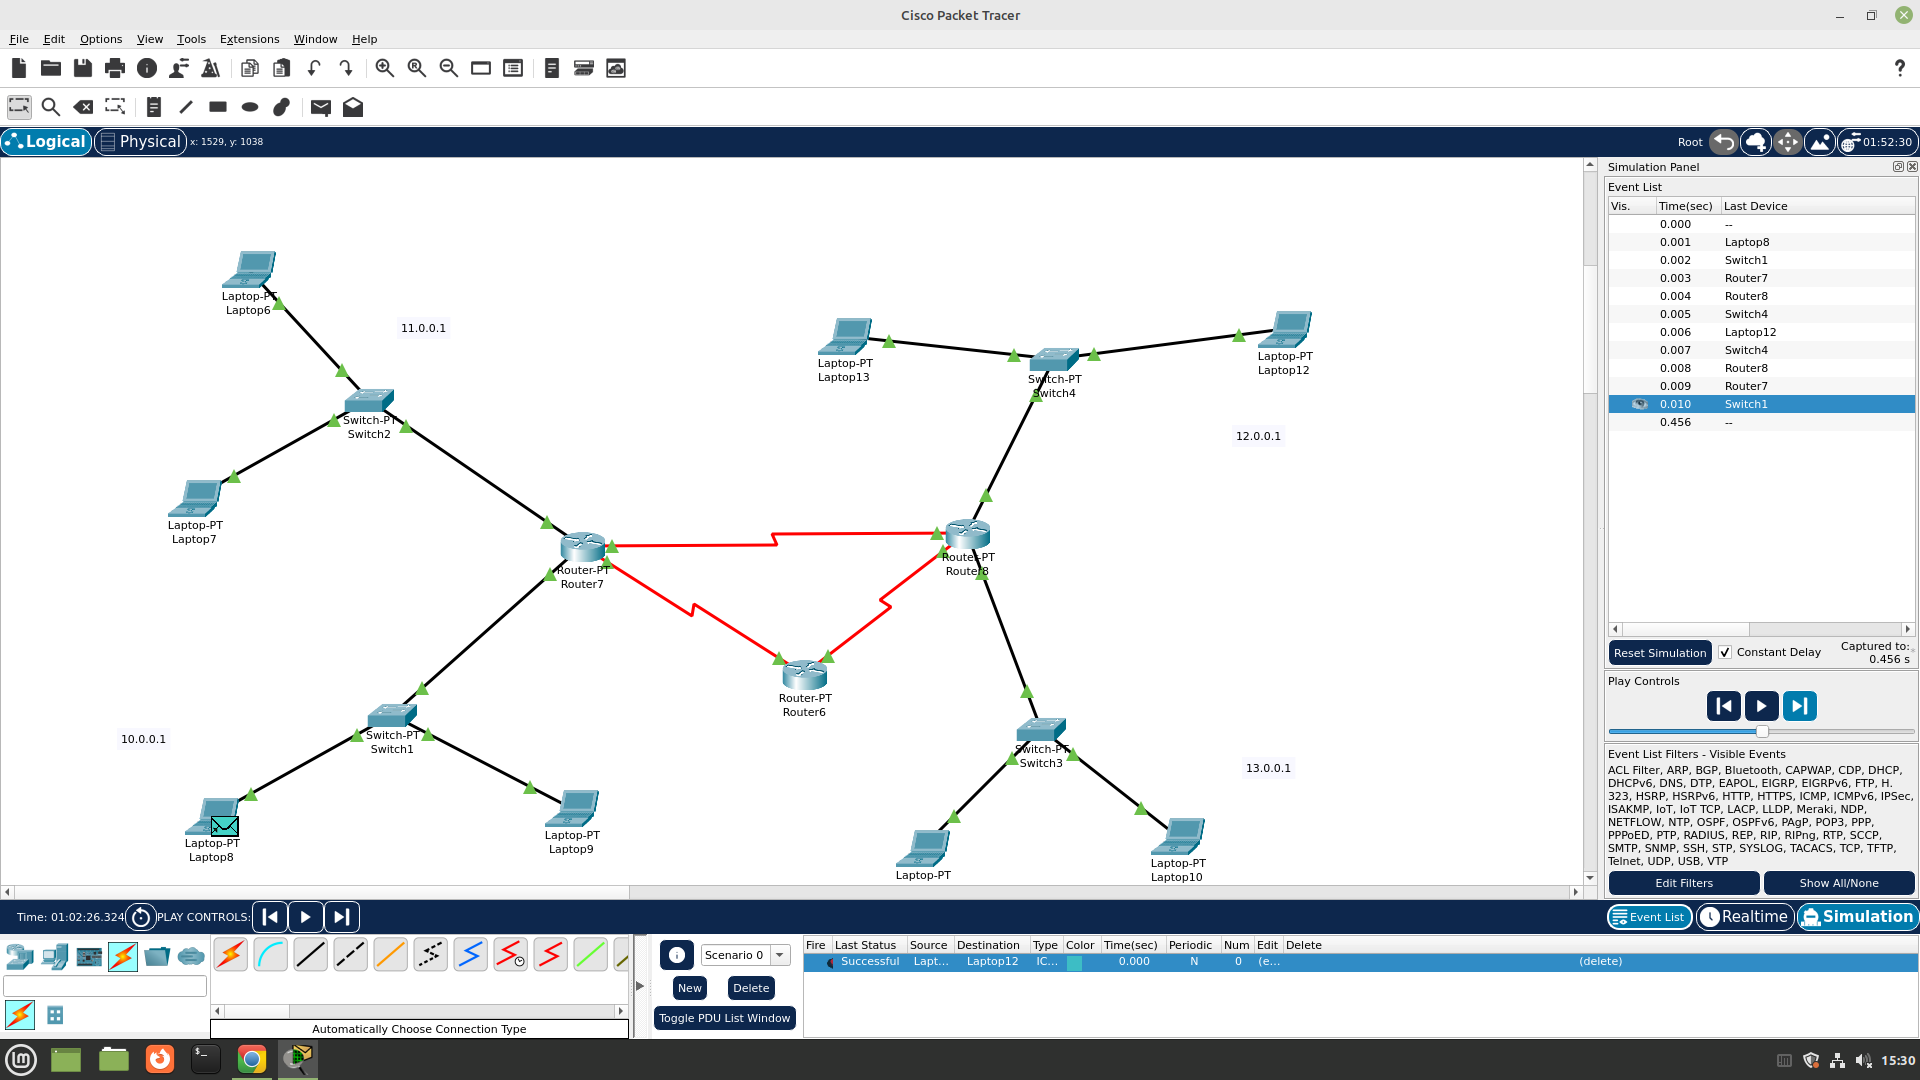 Cisco Packet Tracer
File Edit Options View Tools Extensions Window Help
Logical Physical x: 1529, y: 1038 Root 01:52:30
Laptop-PT
Laptop6
11.0.0.1
Switch-PT
Switch2
Laptop-PT
Laptop7
Router-PT
Router7
Laptop-PT
Laptop13
Switch-PT
Switch4
Laptop-PT
Laptop12
12.0.0.1
Router-PT
Router8
Router-PT
Router6
10.0.0.1
Switch-PT
Switch1
Laptop-PT
Laptop8
Laptop-PT
Laptop9
Switch-PT
Switch3
13.0.0.1
Laptop-PT
Laptop-PT
Laptop10
Simulation Panel
Event List
Vis. Time(sec) Last Device
0.000 --
0.001 Laptop8
0.002 Switch1
0.003 Router7
0.004 Router8
0.005 Switch4
0.006 Laptop12
0.007 Switch4
0.008 Router8
0.009 Router7
0.010 Switch1
0.456 --
Reset Simulation Constant Delay Captured to:
0.456 s
Play Controls
Event List Filters - Visible Events
ACL Filter, ARP, BGP, Bluetooth, CAPWAP, CDP, DHCP,
DHCPv6, DNS, DTP, EAPOL, EIGRP, EIGRPv6, FTP, H.
323, HSRP, HSRPv6, HTTP, HTTPS, ICMP, ICMPv6, IPSec,
ISAKMP, IoT, IoT TCP, LACP, LLDP, Meraki, NDP,
NETFLOW, NTP, OSPF, OSPFv6, PAgP, POP3, PPP,
PPPoED, PTP, RADIUS, REP, RIP, RIPng, RTP, SCCP,
SMTP, SNMP, SSH, STP, SYSLOG, TACACS, TCP, TFTP,
Telnet, UDP, USB, VTP
Edit Filters Show All/None
Time: 01:02:26.324 PLAY CONTROLS: Event List Realtime Simulation
Automatically Choose Connection Type
Scenario 0
New Delete
Toggle PDU List Window
Fire Last Status Source Destination Type Color Time(sec) Periodic Num Edit Delete
Successful Lapt... Laptop12 IC... 0.000 N 0 (e... (delete)
15:30